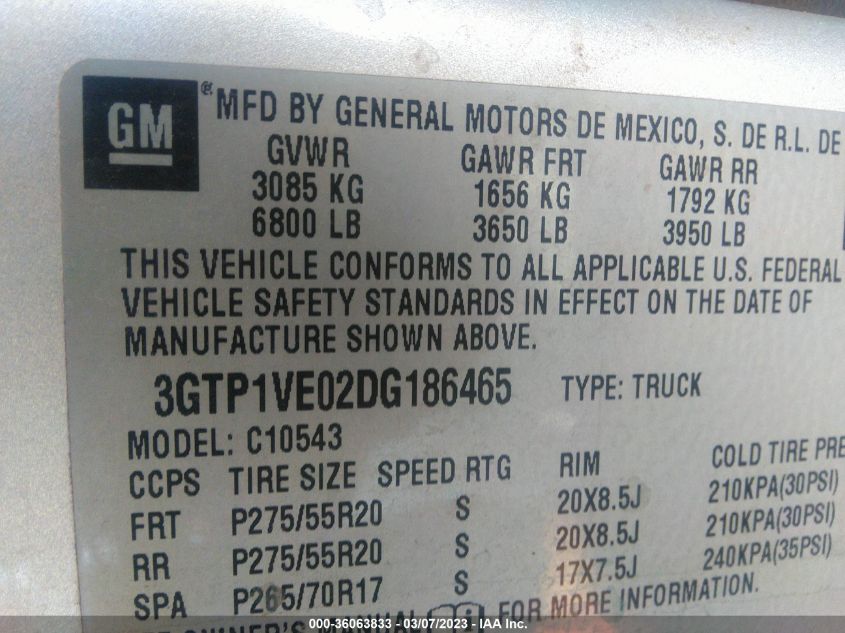 GM
® MFD BY GENERAL MOTORS DE MEXICO, S. DE R.L. DE
GVWR GAWR FRT GAWR RR
3085 KG 1656 KG 1792 KG
6800 LB 3650 LB 3950 LB
THIS VEHICLE CONFORMS TO ALL APPLICABLE U.S. FEDERAL
VEHICLE SAFETY STANDARDS IN EFFECT ON THE DATE OF
MANUFACTURE SHOWN ABOVE.
3GTP1VE02DG186465 TYPE: TRUCK
MODEL: C10543
CCPS TIRE SIZE SPEED RTG RIM COLD TIRE PRE
FRT P275/55R20 S 20X8.5J 210KPA(30PSI)
RR P275/55R20 S 20X8.5J 210KPA(30PSI)
SPA P265/70R17 S 17X7.5J 240KPA(35PSI)
OWNER'S MANUAL FOR MORE INFORMATION.
000-36063833 - 03/07/2023 - IAA Inc.